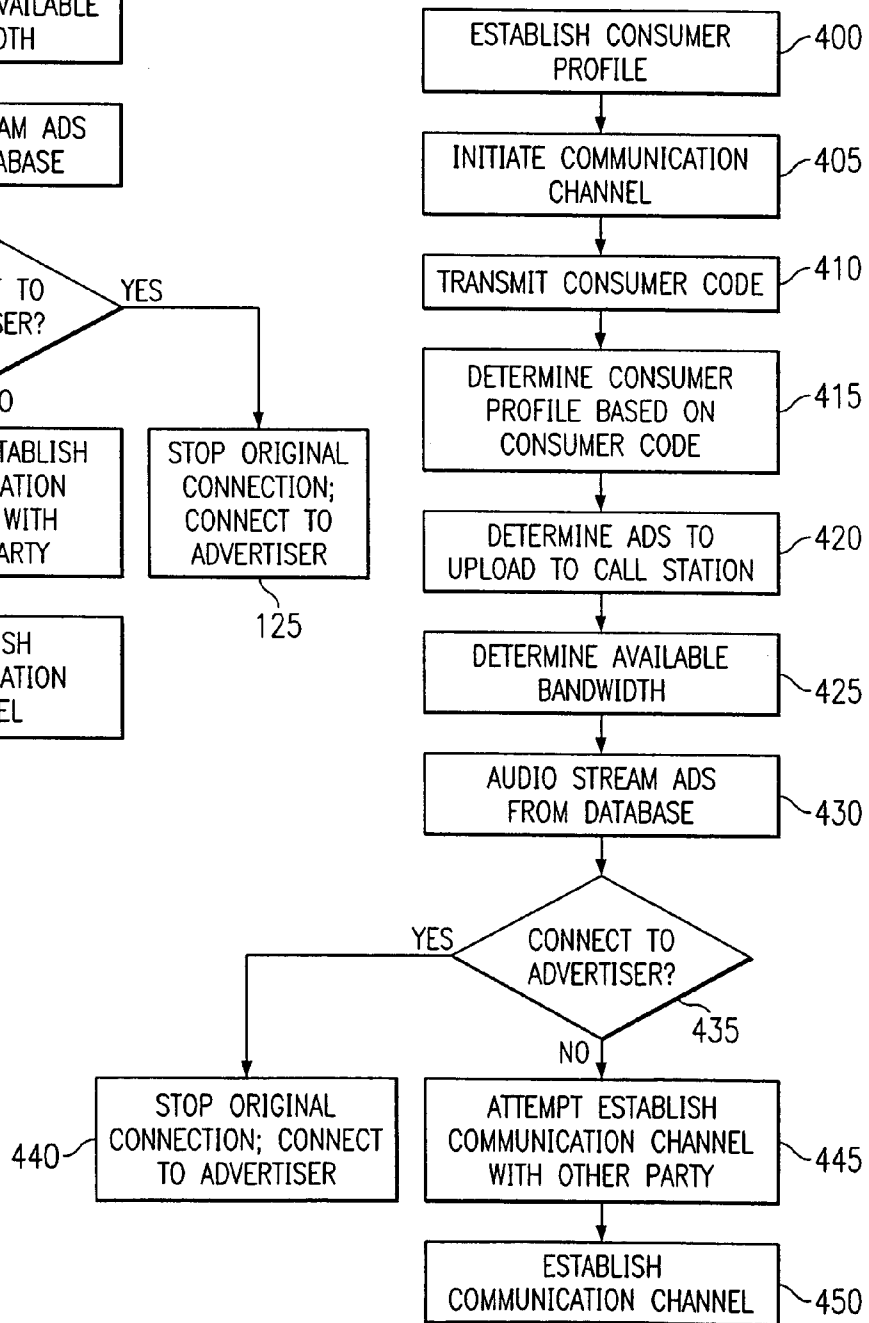 AVAILABLE
DTH
AM ADS
ABASE
T TO
SER?
YES
O
TABLISH
ATION
WITH
ARTY
SH
ATION
EL
STOP ORIGINAL
CONNECTION;
CONNECT TO
ADVERTISER
125
ESTABLISH CONSUMER
PROFILE
400
INITIATE COMMUNICATION
CHANNEL
405
TRANSMIT CONSUMER CODE
410
DETERMINE CONSUMER
PROFILE BASED ON
CONSUMER CODE
415
DETERMINE ADS TO
UPLOAD TO CALL STATION
420
DETERMINE AVAILABLE
BANDWIDTH
425
AUDIO STREAM ADS
FROM DATABASE
430
CONNECT TO
ADVERTISER?
435
YES
NO
STOP ORIGINAL
CONNECTION; CONNECT
TO ADVERTISER
440
ATTEMPT ESTABLISH
COMMUNICATION CHANNEL
WITH OTHER PARTY
445
ESTABLISH
COMMUNICATION CHANNEL
450